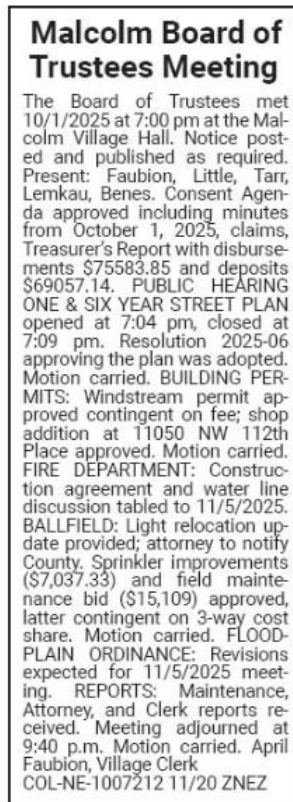 Malcolm Board of
Trustees Meeting
The Board of Trustees met
10/1/2025 at 7:00 pm at the Mal-
colm Village Hall. Notice post-
ed and published as required.
Present: Faubion, Little, Tarr,
Lemkau, Benes. Consent Agen-
da approved including minutes
from October 1, 2025, claims,
Treasurer's Report with disburse-
ments $75583.85 and deposits
$69057.14. PUBLIC HEARING
ONE & SIX YEAR STREET PLAN
opened at 7:04 pm, closed at
7:09 pm. Resolution 2025-06
approving the plan was adopted.
Motion carried. BUILDING PER-
MITS: Windstream permit ap-
proved contingent on fee; shop
addition at 11050 NW 112th
Place approved. Motion carried.
FIRE DEPARTMENT: Construc-
tion agreement and water line
discussion tabled to 11/5/2025.
BALLFIELD: Light relocation up-
date provided; attorney to notify
County. Sprinkler improvements
($7,037.33) and field mainte-
nance bid ($15,109) approved,
latter contingent on 3-way cost
share. Motion carried. FLOOD-
PLAIN ORDINANCE: Revisions
expected for 11/5/2025 meet-
ing. REPORTS: Maintenance,
Attorney, and Clerk reports re-
ceived. Meeting adjourned at
9:40 p.m. Motion carried. April
Faubion, Village Clerk
COL-NE-1007212 11/20 ZNEZ